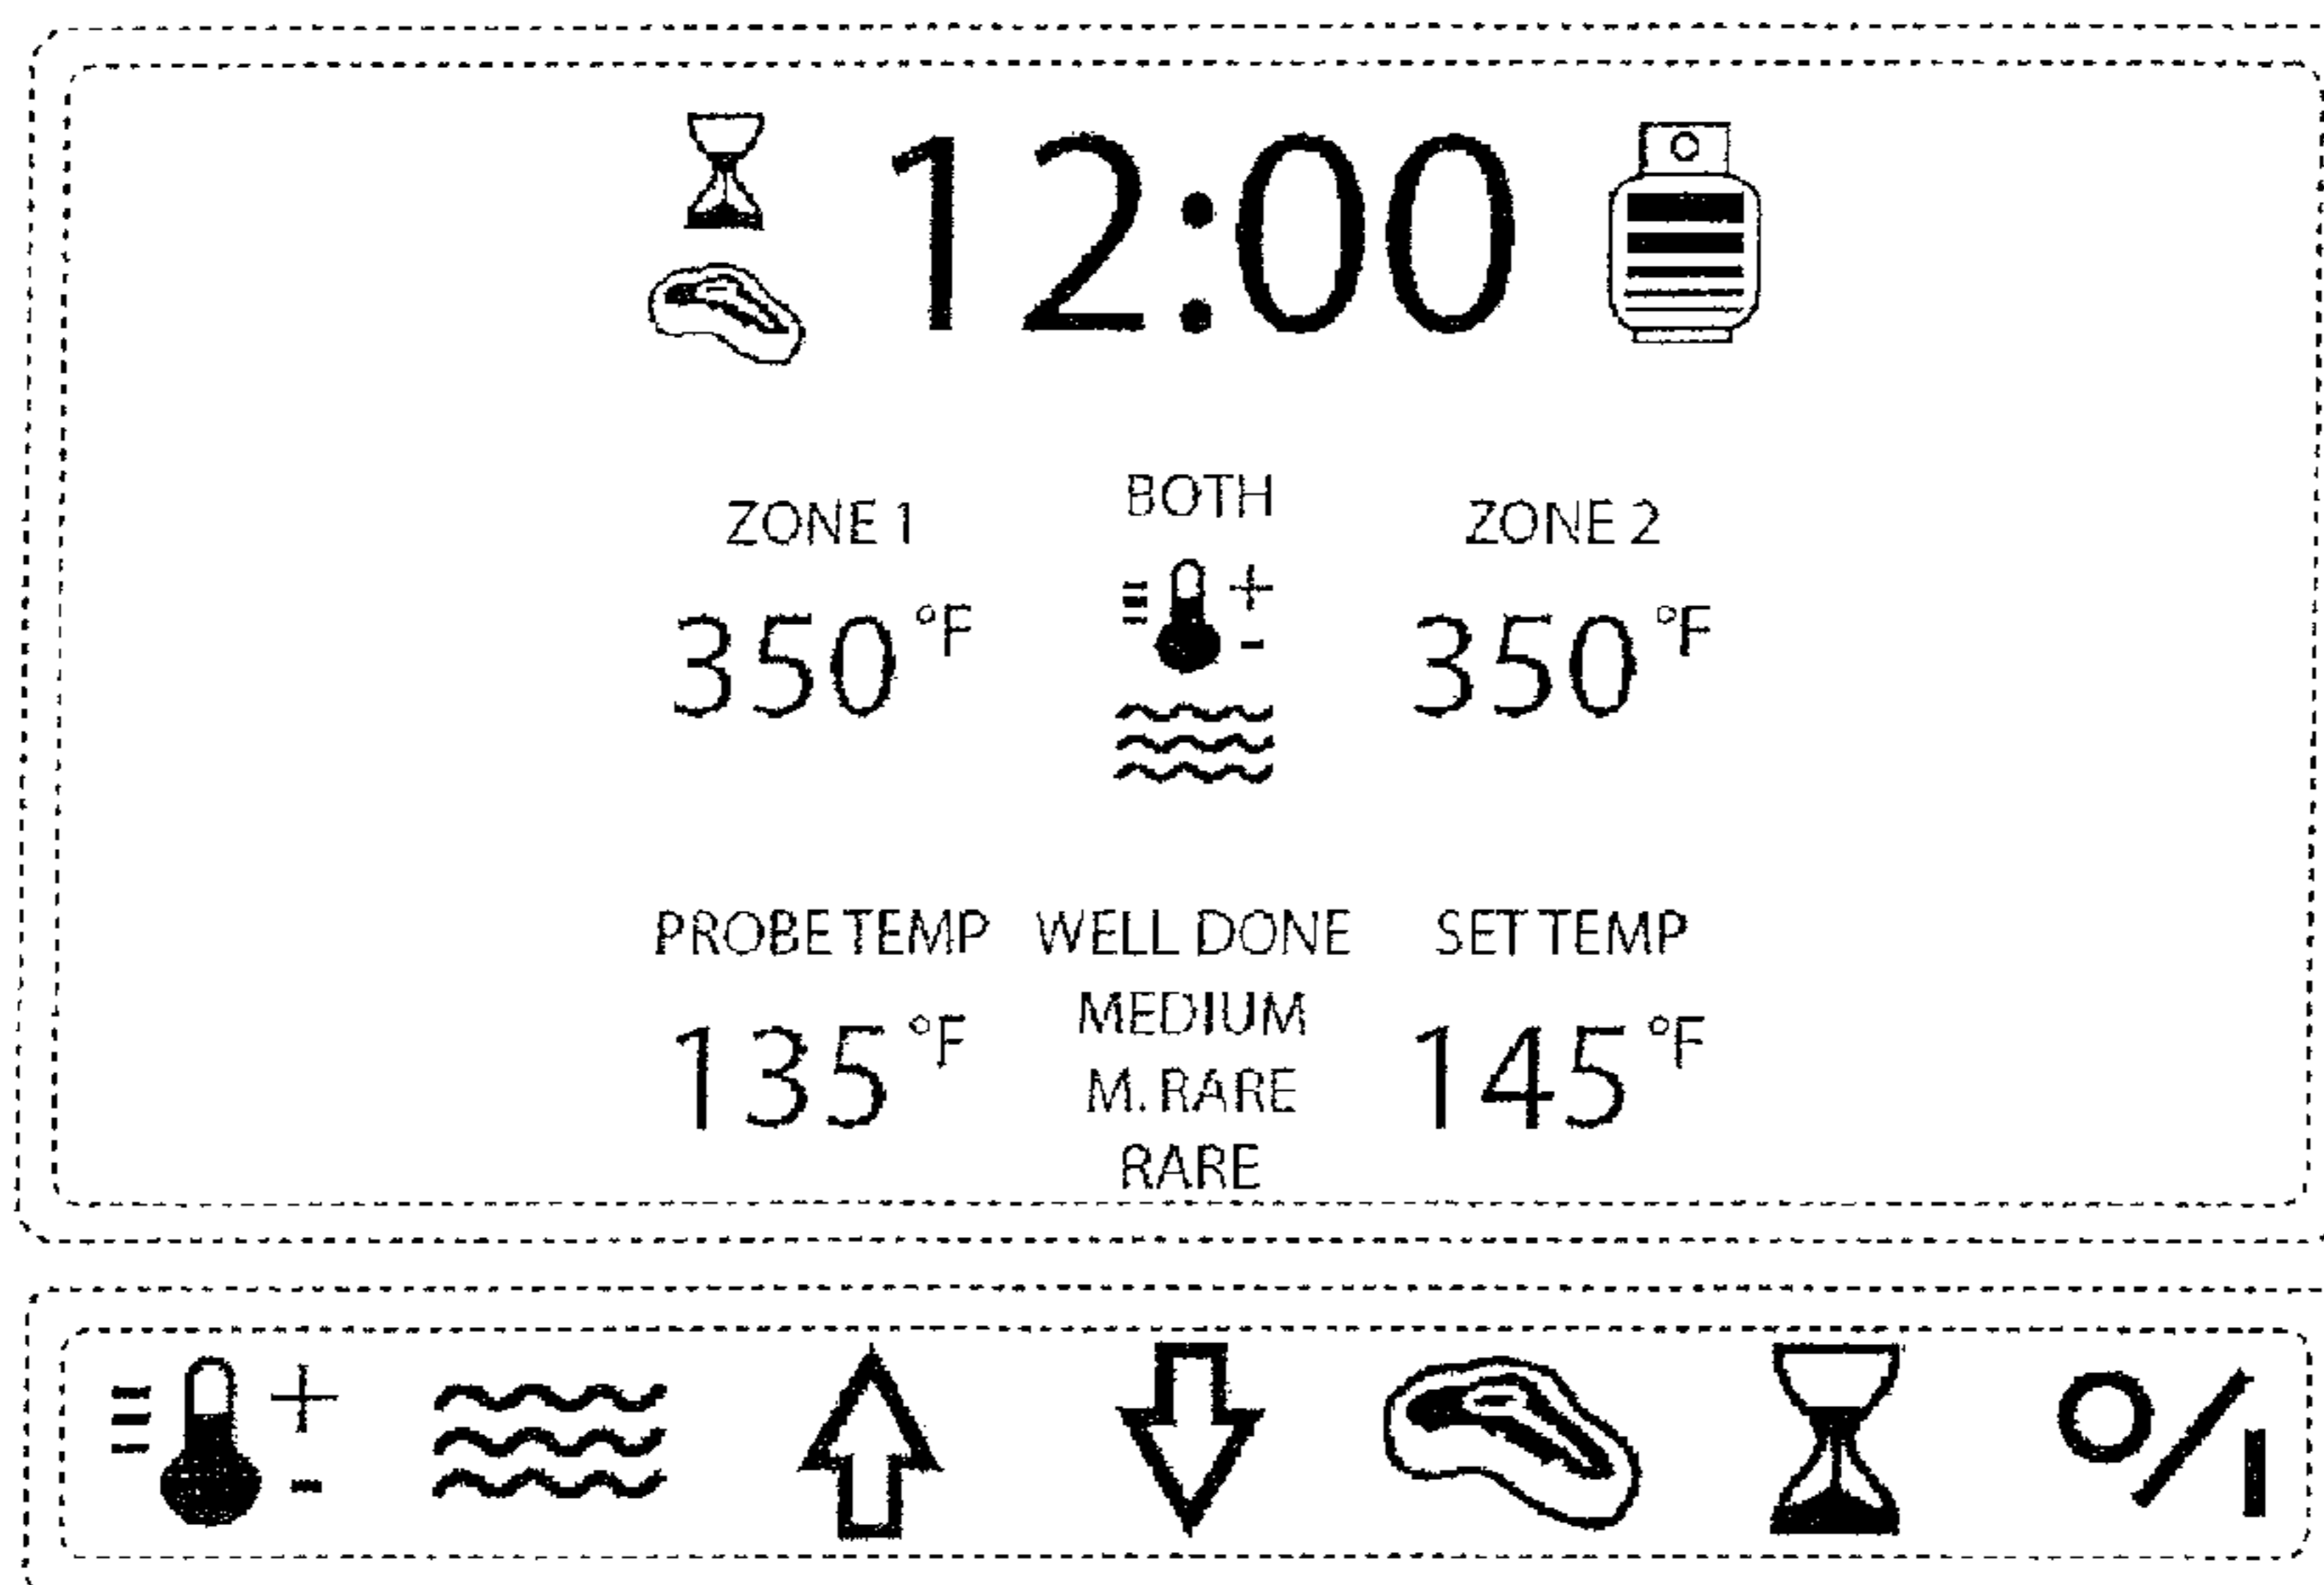 12:00
ZONE 1 BOTH ZONE 2
350 °F + - 350 °F
PROBE TEMP WELL DONE SET TEMP
135 °F MEDIUM 145 °F
M. RARE
RARE
+ -
O/I